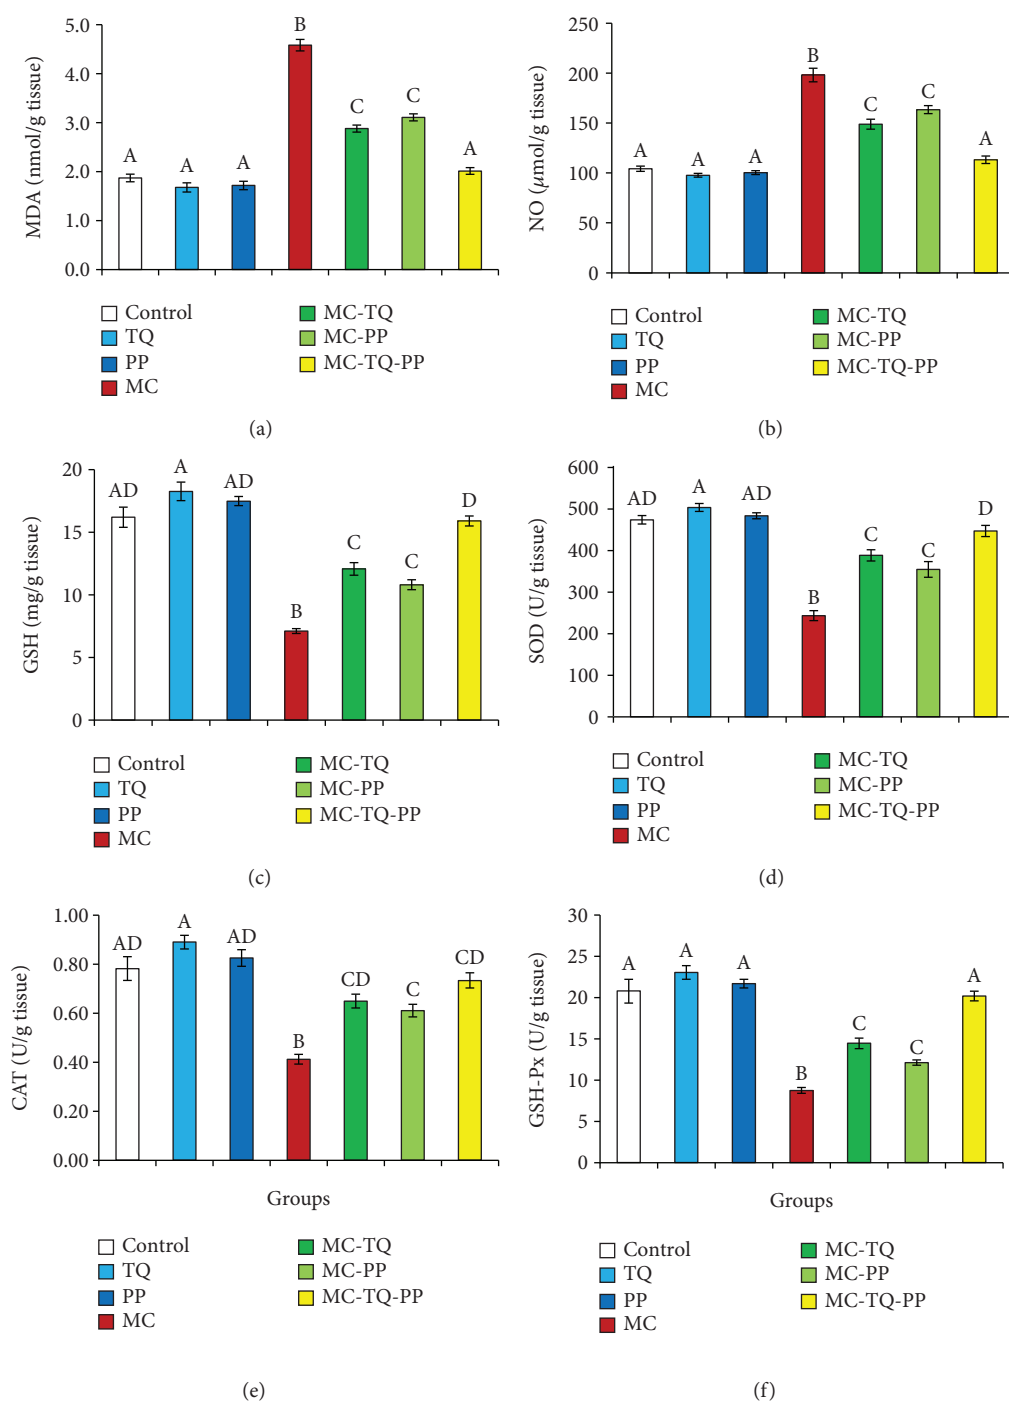 MDA (nmol/g tissue)
5.0
4.0
3.0
2.0
1.0
0.0
A
A
A
B
C
C
A
Control
TQ
PP
MC
MC-TQ
MC-PP
MC-TQ-PP
(a)
NO (μmol/g tissue)
250
200
150
100
50
0
A
A
A
B
C
C
A
Control
TQ
PP
MC
MC-TQ
MC-PP
MC-TQ-PP
(b)
GSH (mg/g tissue)
20
15
10
5
0
AD
A
AD
B
C
C
D
Control
TQ
PP
MC
MC-TQ
MC-PP
MC-TQ-PP
(c)
SOD (U/g tissue)
600
500
400
300
200
100
0
AD
A
AD
B
C
C
D
Control
TQ
PP
MC
MC-TQ
MC-PP
MC-TQ-PP
(d)
CAT (U/g tissue)
1.00
0.80
0.60
0.40
0.20
0.00
AD
A
AD
B
CD
C
CD
Groups
Control
TQ
PP
MC
MC-TQ
MC-PP
MC-TQ-PP
(e)
GSH-Px (U/g tissue)
30
25
20
15
10
5
0
A
A
A
B
C
C
A
Groups
Control
TQ
PP
MC
MC-TQ
MC-PP
MC-TQ-PP
(f)